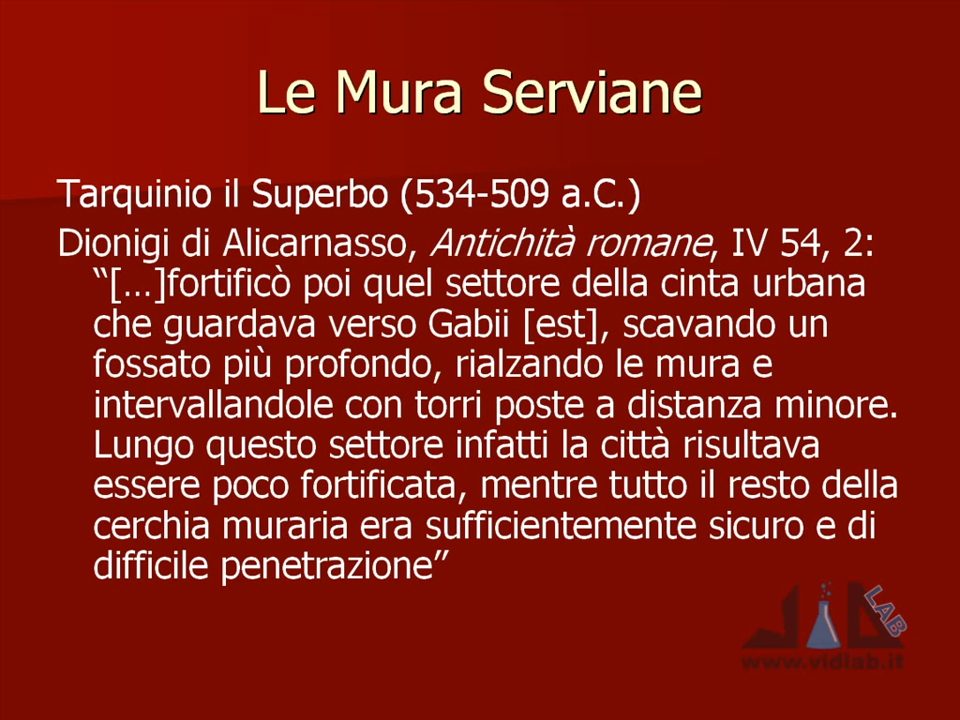 Le Mura Serviane
Tarquinio il Superbo (534-509 a.C.)
Dionigi di Alicarnasso, Antichità romane, IV 54, 2:
“[…]fortificò poi quel settore della cinta urbana
che guardava verso Gabii [est], scavando un
fossato più profondo, rialzando le mura e
intervallandole con torri poste a distanza minore.
Lungo questo settore infatti la città risultava
essere poco fortificata, mentre tutto il resto della
cerchia muraria era sufficientemente sicuro e di
difficile penetrazione”
LAB
www.vidlab.it